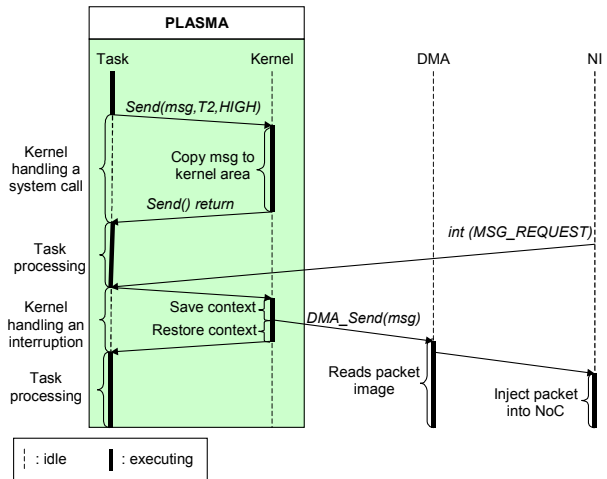 PLASMA
Task
Kernel
DMA
NI
Send(msg,T2,HIGH)
Kernel
handling a
system call
Copy msg to
kernel area
Send() return
int (MSG_REQUEST)
Task
processing
Kernel
handling an
interruption
Save context
Restore context
DMA_Send(msg)
Task
processing
Reads packet
image
Inject packet
into NoC
: idle
: executing